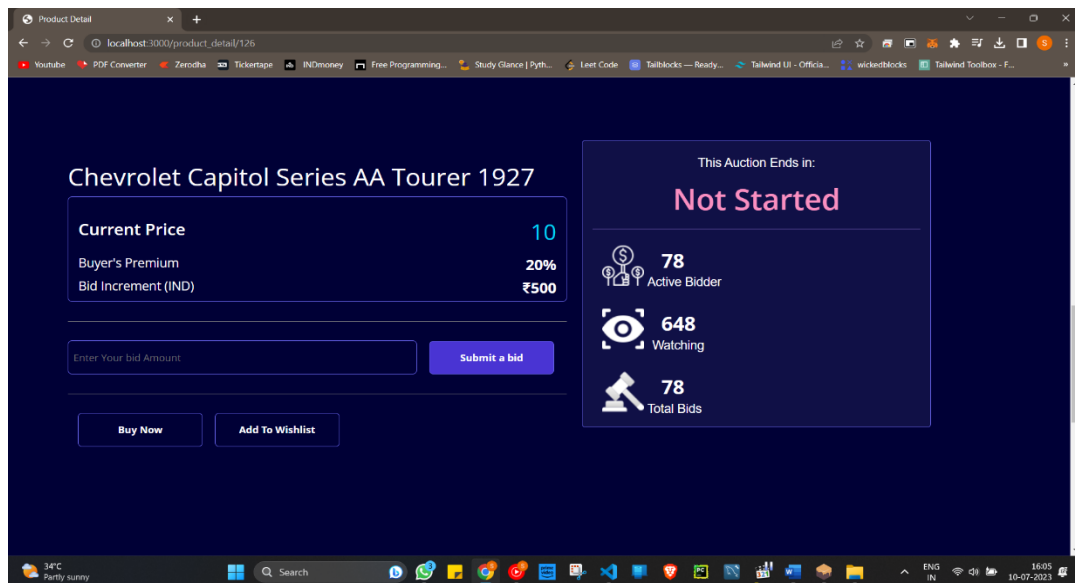 Product Detail
localhost:3000/product_detail/126
Youtube PDF Converter Zerodha Tickertape INDmoney Free Programming... Study Glance | Pyth... Leet Code Tailblocks — Ready... Tailwind UI - Officia... wickedblocks Tailwind Toolbox - F... »
Chevrolet Capitol Series AA Tourer 1927
Current Price 10
Buyer's Premium 20%
Bid Increment (IND) ₹500
Enter Your bid Amount Submit a bid
Buy Now Add To Wishlist
This Auction Ends in:
Not Started
78
Active Bidder
648
Watching
78
Total Bids
34°C
Partly sunny
Search
ENG
IN
16:05
10-07-2023